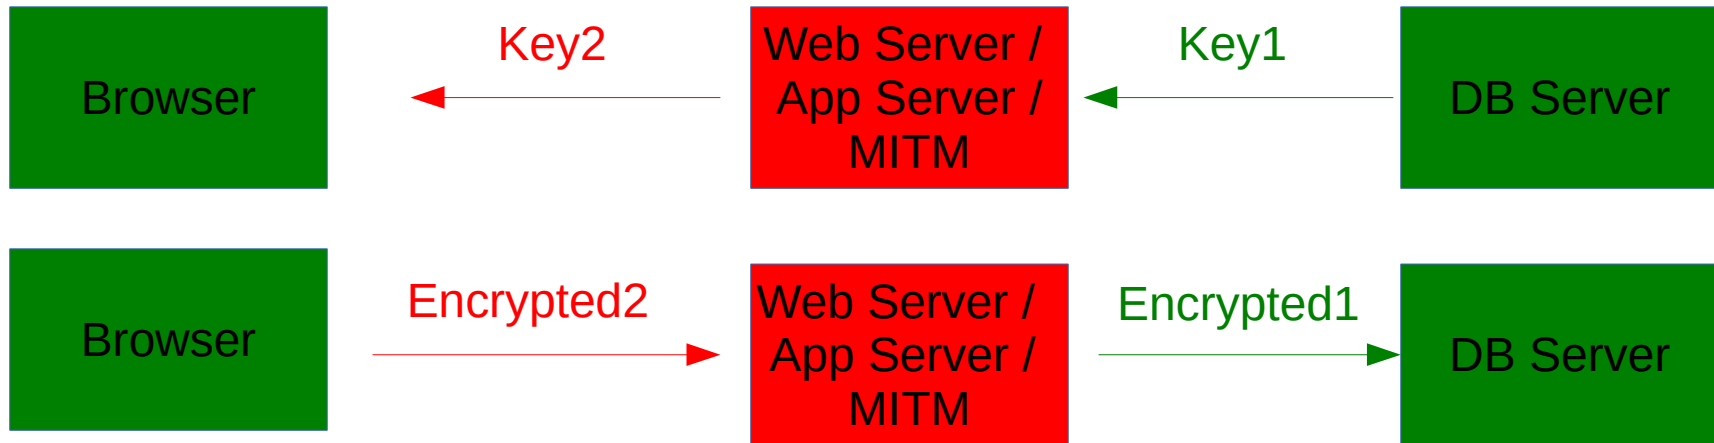 Browser
Key2
Web Server /
App Server /
MITM
Key1
DB Server
Browser
Encrypted2
Web Server /
App Server /
MITM
Encrypted1
DB Server